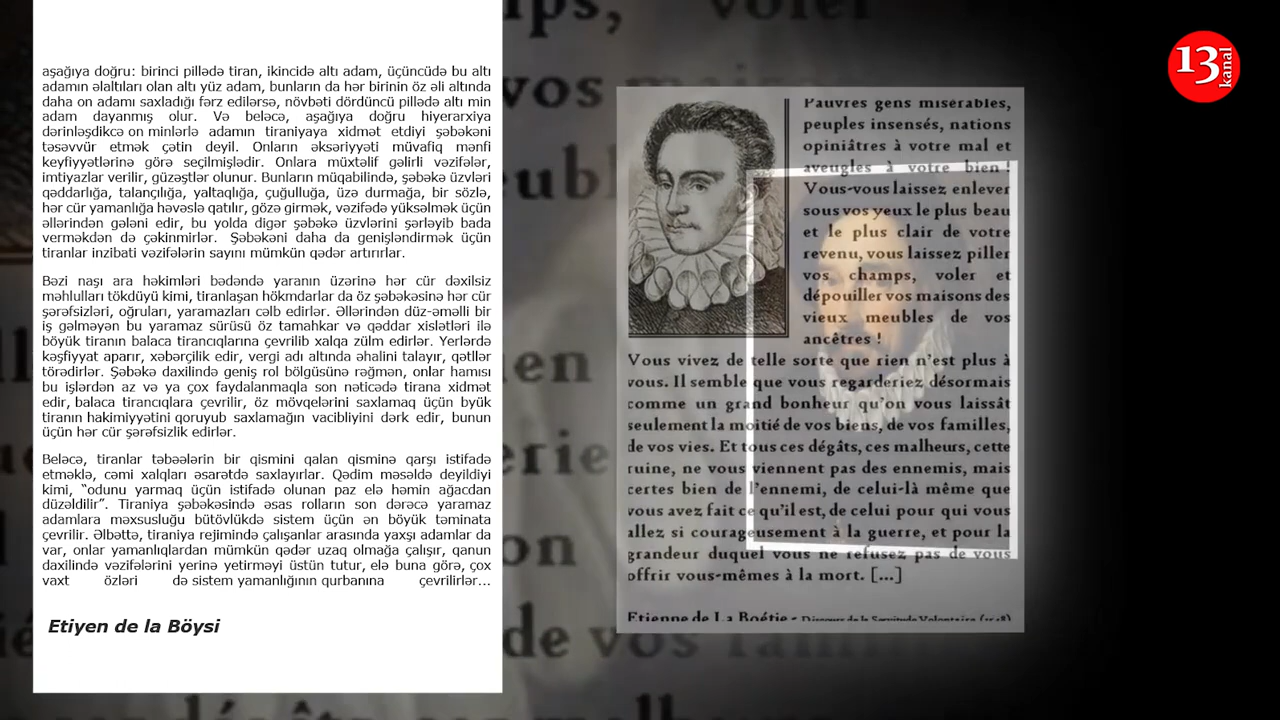 aşağıya doğru: birinci pillədə tiran, ikincidə altı adam, üçüncüdə bu altı
adamın əlaltıları olan altı yüz adam, bunların da hər birinin öz əli altında
daha on adamı saxladığı fərz edilərsə, növbəti dördüncü pillədə altı min
adam dayanmış olur. Və beləcə, aşağıya doğru hiyerarxiya
dərinləşdikcə on minlərlə adamın tiraniyaya xidmət etdiyi şəbəkəni
təsəvvür etmək çətin deyil. Onların əksəriyyəti müvafiq mənfi
keyfiyyətlərinə görə seçilmişlədir. Onlara müxtəlif gəlirli vəzifələr,
imtiyazlar verilir, güzəştlər olunur. Bunların müqabilində, şəbəkə üzvləri
qəddarlığa, talançılığa, yaltaqlığa, çuğulluğa, üzə durmağa, bir sözlə,
hər cür yamanlığa həvəslə qatılır, gözə girmək, vəzifədə yüksəlmək üçün
əllərindən gələni edir, bu yolda digər şəbəkə üzvlərini şərləyib bada
verməkdən də çəkinmirlər. Şəbəkəni daha da genişləndirmək üçün
tiranlar inzibati vəzifələrin sayını mümkün qədər artırırlar.
Bəzi naşı ara həkimləri bədəndə yaranın üzərinə hər cür dəxilsiz
məhlulları tökdüyü kimi, tiranlaşan hökmdarlar da öz şəbəkəsinə hər cür
şərəfsizləri, oğruları, yaramazları cəlb edirlər. Əllərindən düz-əməlli bir
iş gəlməyən bu yaramaz sürüsü öz tamahkar və qəddar xislətləri ilə
böyük tiranın balaca tirancıqlarına çevrilib xalqa zülm edirlər. Yerlərdə
kəşfiyyat aparır, xəbərçilik edir, vergi adı altında əhalini talayır, qətllər
törədirlər. Şəbəkə daxilində geniş rol bölgüsünə rəğmən, onlar hamısı
bu işlərdən az və ya çox faydalanmaqla son nəticədə tirana xidmət
edir, balaca tirancıqlara çevrilir, öz mövqelərini saxlamaq üçün byük
tiranın hakimiyyətini qoruyub saxlamağın vacibliyini dərk edir, bunun
üçün hər cür şərəfsizlik edirlər.
Beləcə, tiranlar təbəələrin bir qismini qalan qisminə qarşı istifadə
etməklə, cəmi xalqları əsarətdə saxlayırlar. Qədim məsəldə deyildiyi
kimi, “odunu yarmaq üçün istifadə olunan paz elə həmin ağacdan
düzəldilir”. Tiraniya şəbəkəsində əsas rolların son dərəcə yaramaz
adamlara məxsusluğu bütövlükdə sistem üçün ən böyük təminata
çevrilir. Əlbəttə, tiraniya rejimində çalışanlar arasında yaxşı adamlar da
var, onlar yamanlıqlardan mümkün qədər uzaq olmağa çalışır, qanun
daxilində vəzifələrini yerinə yetirməyi üstün tutur, elə buna görə, çox
vaxt özləri də sistem yamanlığının qurbanına çevrilirlər...
Etiyen de la Böysi
Pauvres gens misérables,
peuples insensés, nations
opiniâtres à votre mal et
aveugles à votre bien !
Vous-vous laissez enlever
sous vos yeux le plus beau
et le plus clair de votre
revenu, vous laissez piller
vos champs, voler et
dépouiller vos maisons des
vieux meubles de vos
ancêtres !
Vous vivez de telle sorte que rien n'est plus à
vous. Il semble que vous regarderiez désormais
comme un grand bonheur qu'on vous laissât
seulement la moitié de vos biens, de vos familles,
de vos vies. Et tous ces dégâts, ces malheurs, cette
ruine, ne vous viennent pas des ennemis, mais
certes bien de l'ennemi, de celui-là même que
vous avez fait ce qu'il est, de celui pour qui vous
allez si courageusement à la guerre, et pour la
grandeur duquel vous ne refusez pas de vous
offrir vous-mêmes à la mort. [...]
Etienne de La Boétie - Discours de la Servitude Volontaire
13 kanal